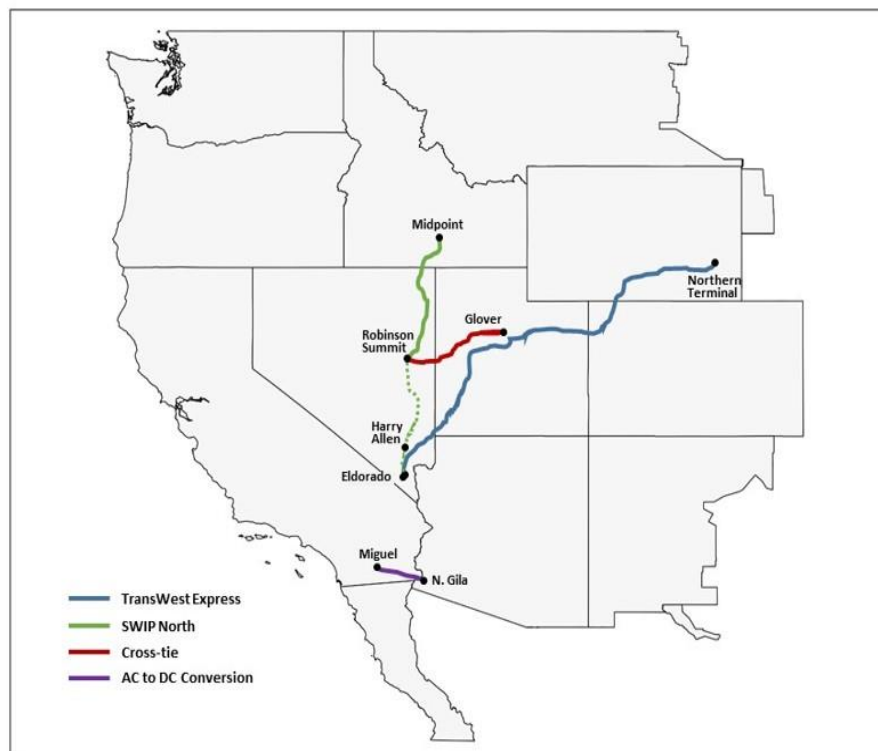 Midpoint
Northern
Terminal
Glover
Robinson
Summit
Harry
Allen
Eldorado
Miguel
N. Gila
TransWest Express
SWIP North
Cross-tie
AC to DC Conversion